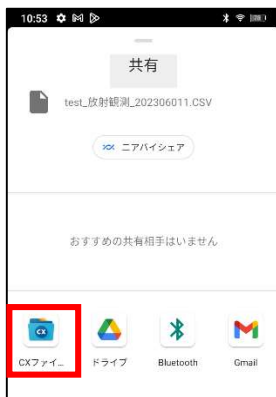 10:53
共有
test_放射観測_202306011.CSV
ニアバイシェア
おすすめの共有相手はいません
CX
CXファイ... ドライブ Bluetooth Gmail